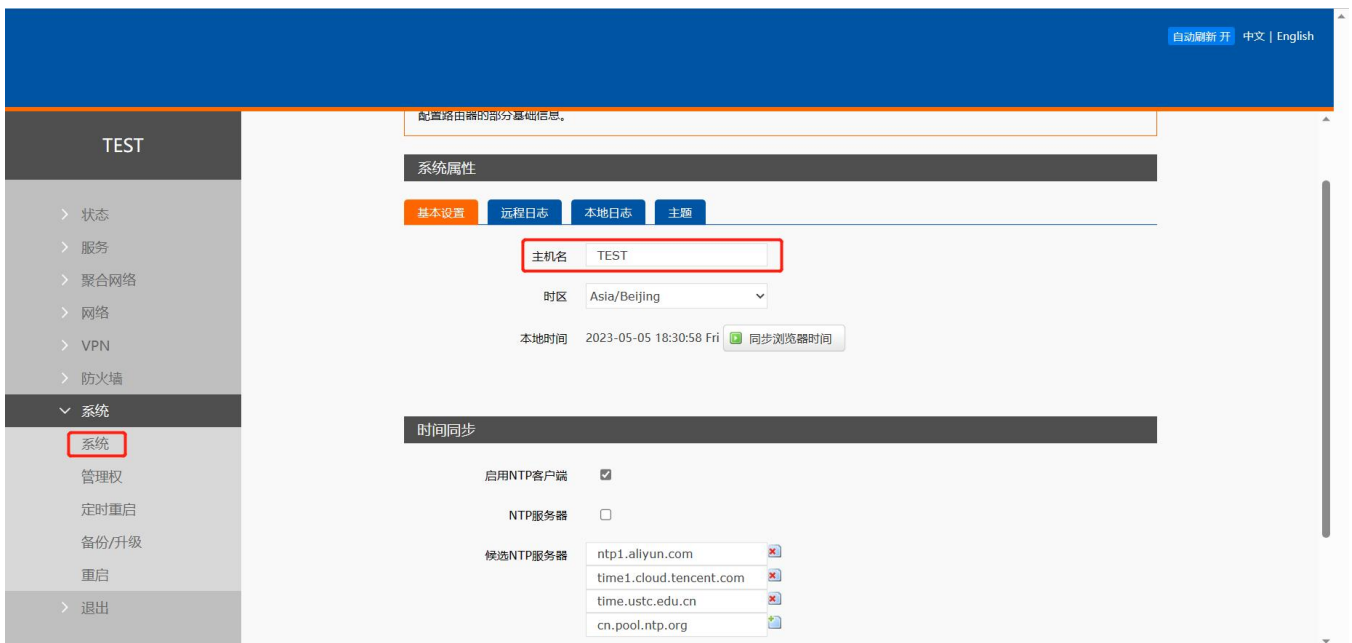 自动刷新 开 中文 | English
配置路由器的部分基础信息。
TEST
系统属性
状态
基本设置 远程日志 本地日志 主题
服务
主机名 TEST
聚合网络
时区 Asia/Beijing
网络
本地时间 2023-05-05 18:30:58 Fri 同步浏览器时间
VPN
防火墙
系统
时间同步
系统
启用NTP客户端
管理权
定时重启
NTP服务器
备份/升级
候选NTP服务器 ntp1.aliyun.com
重启
time1.cloud.tencent.com
time.ustc.edu.cn
退出
cn.pool.ntp.org